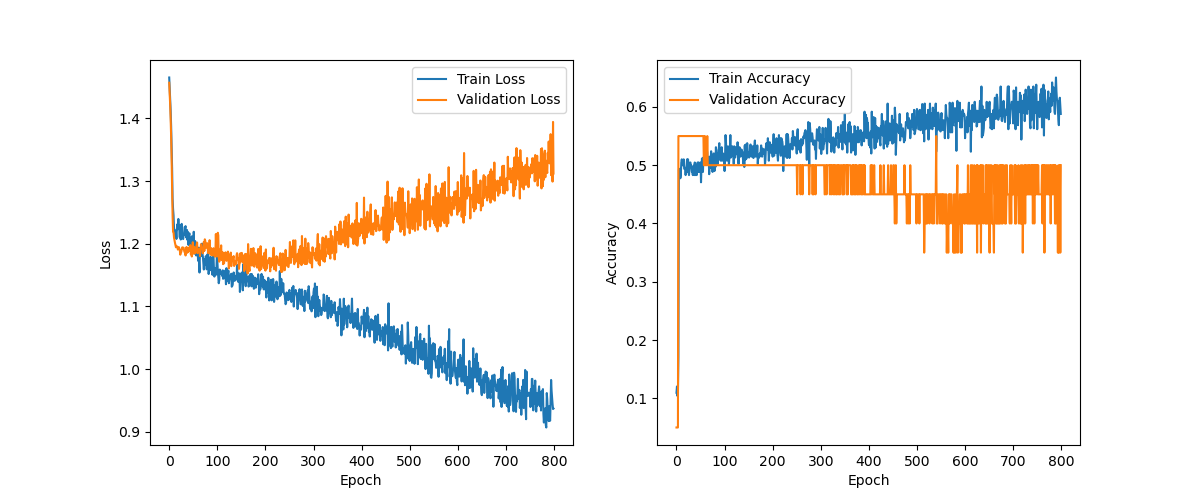 Train Loss
Validation Loss
1.4
1.3
1.2
1.1
1.0
0.9
Loss
0 100 200 300 400 500 600 700 800
Epoch
Train Accuracy
Validation Accuracy
0.6
0.5
0.4
0.3
0.2
0.1
Accuracy
0 100 200 300 400 500 600 700 800
Epoch